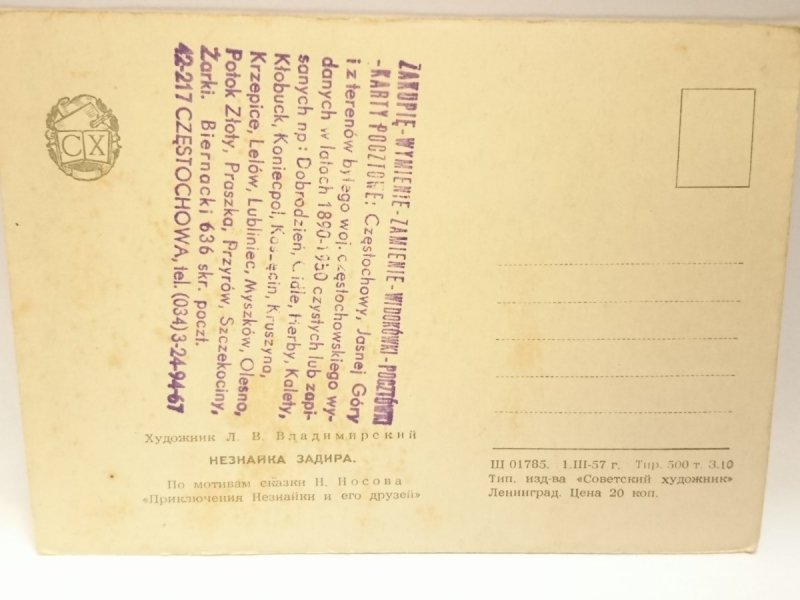 СХ
ZAKUPIĘ-WYMIENIE-ZAMIENIE-WIDOKÓWKI-POCZTÓWKI
-KARTY POCZTOWE: Częstochowy, Jasnej Góry
i z terenów byłego woj. częstochowskiego wy-
danych w latach 1890-1950 czystych lub zapi-
sanych np: Dobrodzień, Gidle, Herby, Kalety,
Kłobuck, Koniecpol, Koszęcin, Kruszyna,
Krzepice, Lelów, Lubliniec, Myszków, Olesno,
Potok Złoty, Praszka, Przyrów, Szczekociny,
Żarki. Biernacki 636 skr. poczt.
42-217 CZĘSTOCHOWA, tel. (034)3-24-94-67
Художник Л. В. Владимирский
НЕЗНАЙКА ЗАДИРА.
По мотивам сказки Н. Носова
«Приключения Незнайки и его друзей»
Ш 01785. 1.III-57 г. Тир. 500 т. З.10
Тип. изд-ва «Советский художник»
Ленинград. Цена 20 коп.